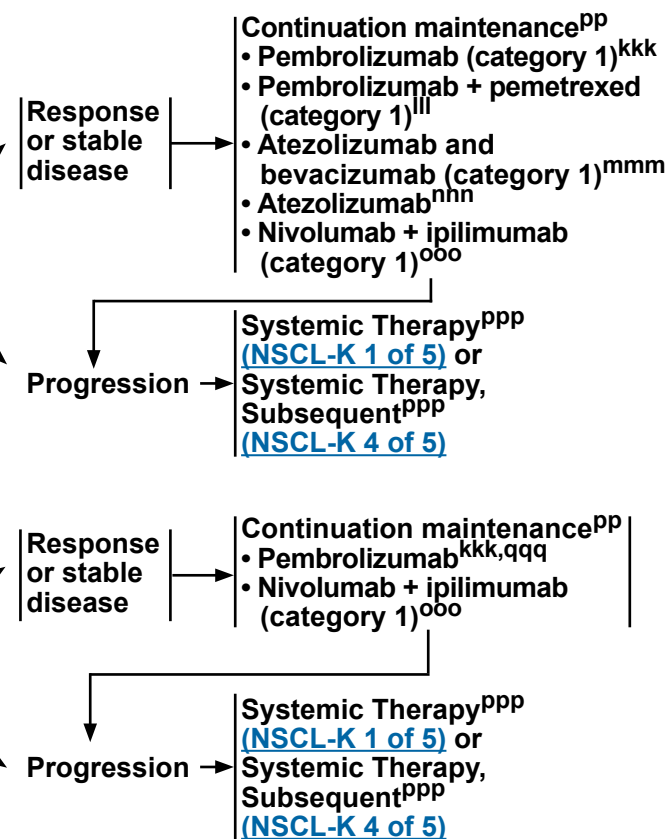 Continuation maintenancepp
• Pembrolizumab (category 1)kkk
• Pembrolizumab + pemetrexed
(category 1)lll
Response
or stable
disease
• Atezolizumab and
bevacizumab (category 1)mmm
• Atezolizumabnnn
• Nivolumab + ipilimumab
(category 1)ooo
Progression
Systemic Therapyppp
(NSCL-K 1 of 5) or
Systemic Therapy,
Subsequentppp
(NSCL-K 4 of 5)
Response
or stable
disease
Continuation maintenancepp
• Pembrolizumabkkk,qqq
• Nivolumab + ipilimumab
(category 1)ooo
Progression
Systemic Therapyppp
(NSCL-K 1 of 5) or
Systemic Therapy,
Subsequentppp
(NSCL-K 4 of 5)